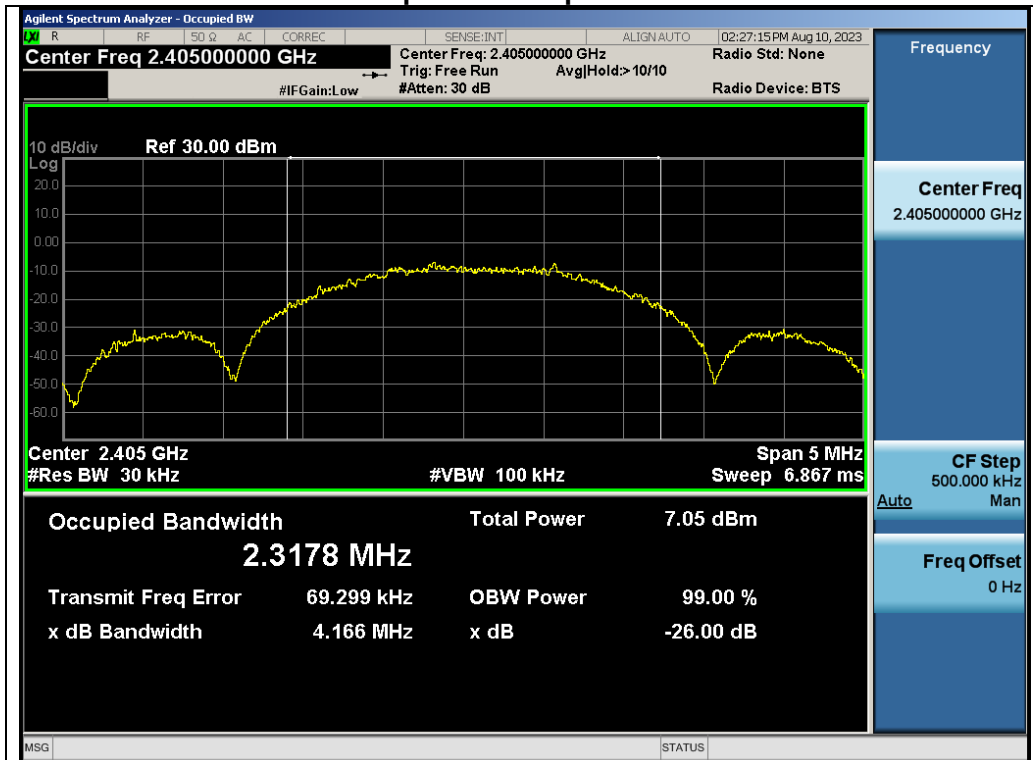 Agilent Spectrum Analyzer - Occupied BW
LXI R RF 50 Ω AC CORREC SENSE:INT ALIGN AUTO 02:27:15 PM Aug 10, 2023
Center Freq 2.405000000 GHz Center Freq: 2.405000000 GHz Radio Std: None
Trig: Free Run Avg|Hold:> 10/10
#IFGain:Low #Atten: 30 dB Radio Device: BTS
10 dB/div Ref 30.00 dBm
Log
20.0
10.0
0.00
-10.0
-20.0
-30.0
-40.0
-50.0
-60.0
Center 2.405 GHz Span 5 MHz
#Res BW 30 kHz #VBW 100 kHz Sweep 6.867 ms
Occupied Bandwidth Total Power 7.05 dBm
2.3178 MHz
Transmit Freq Error 69.299 kHz OBW Power 99.00 %
x dB Bandwidth 4.166 MHz x dB -26.00 dB
Frequency
Center Freq
2.405000000 GHz
CF Step
500.000 kHz
Auto Man
Freq Offset
0 Hz
MSG STATUS